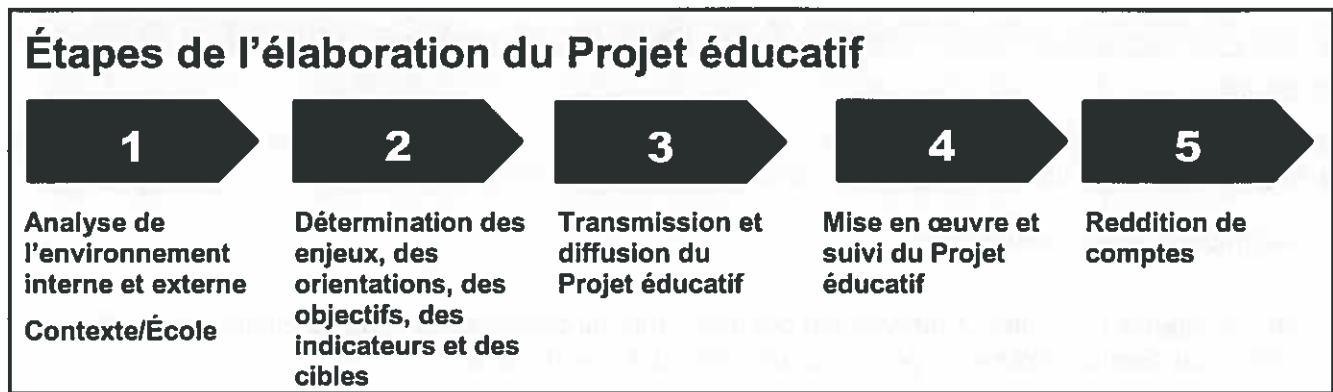 Étapes de l'élaboration du Projet éducatif
1
2
3
4
5
Analyse de
l'environnement
interne et externe
Contexte/École
Détermination des
enjeux, des
orientations, des
objectifs, des
indicateurs et des
cibles
Transmission et
diffusion du
Projet éducatif
Mise en œuvre et
suivi du Projet
éducatif
Reddition de
comptes